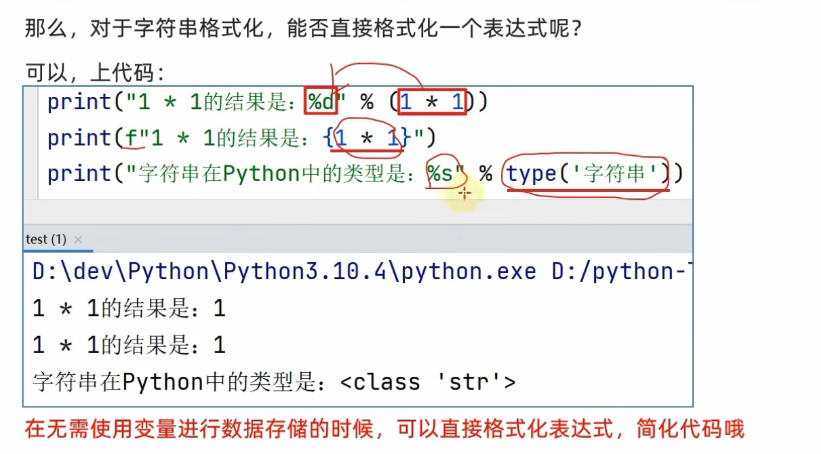 那么，对于字符串格式化，能否直接格式化一个表达式呢？
可以，上代码：
print("1 * 1的结果是：%d" % (1 * 1))
print(f"1 * 1的结果是：{1 * 1}")
print("字符串在Python中的类型是：%s" % type('字符串'))
test (1) ×
D:\dev\Python\Python3.10.4\python.exe D:/python-
1 * 1的结果是：1
1 * 1的结果是：1
字符串在Python中的类型是：<class 'str'>
在无需使用变量进行数据存储的时候，可以直接格式化表达式，简化代码哦